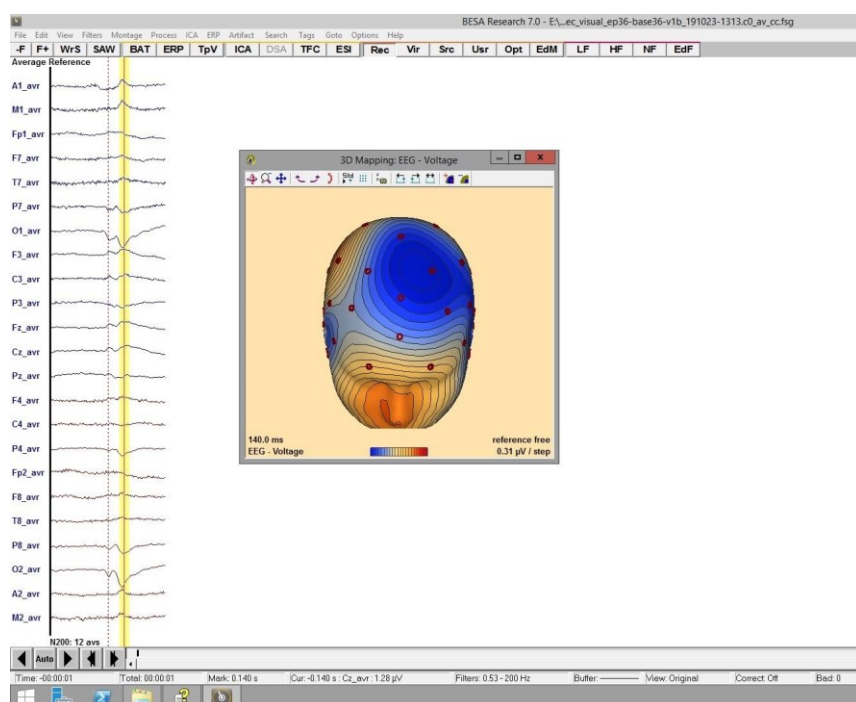 BESA Research 7.0 - E:\...ec_visual_ep36-base36-v1b_191023-1313.c0_av_cc.fsg
File Edit View Filters Montage Process ICA ERP Artifact Search Tags Goto Options Help
-F F+ WrS SAW BAT ERP TpV ICA DSA TFC ESI Rec Vir Src Usr Opt EdM LF HF NF EdF
Average Reference
A1_avr
M1_avr
Fp1_avr
F7_avr
T7_avr
P7_avr
O1_avr
F3_avr
C3_avr
P3_avr
Fz_avr
Cz_avr
Pz_avr
F4_avr
C4_avr
P4_avr
Fp2_avr
F8_avr
T8_avr
P8_avr
O2_avr
A2_avr
M2_avr
N200: 12 avs
3D Mapping: EEG - Voltage
Std
140.0 ms
EEG - Voltage
reference free
0.31 µV / step
Auto
Time: -00:00:01 Total: 00:00:01 Mark: 0.140 s Cur: -0.140 s : Cz_avr : 1.28 µV Filters: 0.53 - 200 Hz Buffer: View: Original Correct: Off Bad: 0